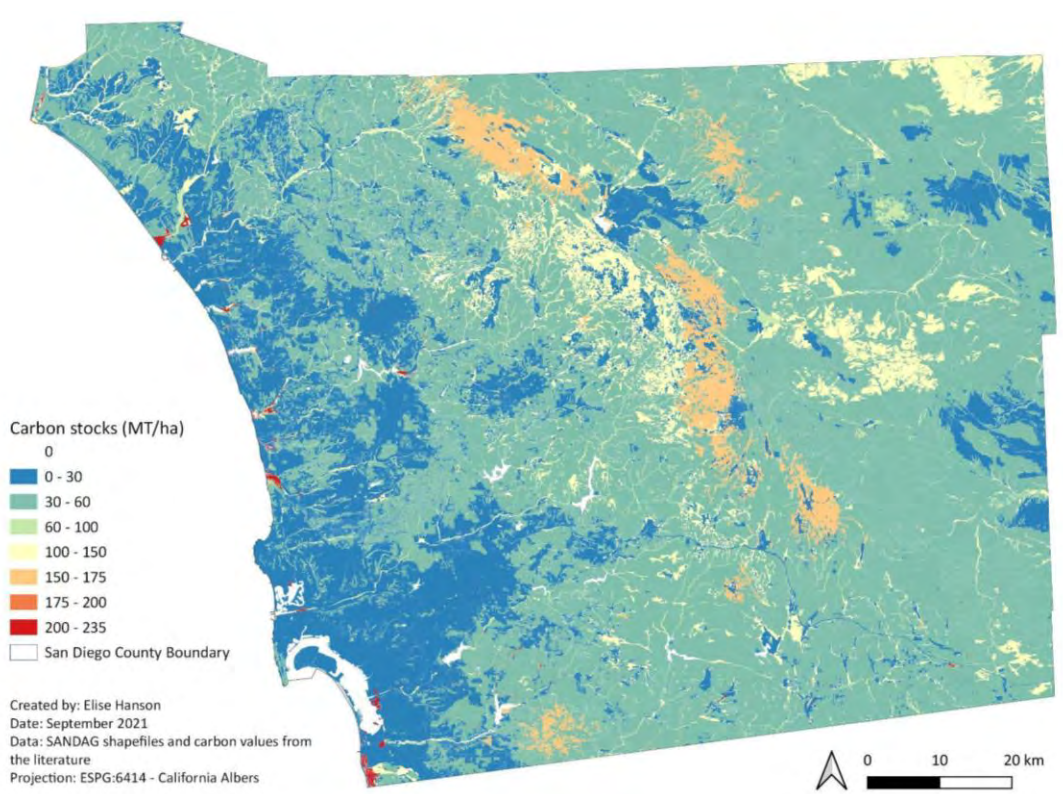 Carbon stocks (MT/ha)
0
0 - 30
30 - 60
60 - 100
100 - 150
150 - 175
175 - 200
200 - 235
San Diego County Boundary
Created by: Elise Hanson
Date: September 2021
Data: SANDAG shapefiles and carbon values from
the literature
Projection: ESPG:6414 - California Albers
0 10 20 km